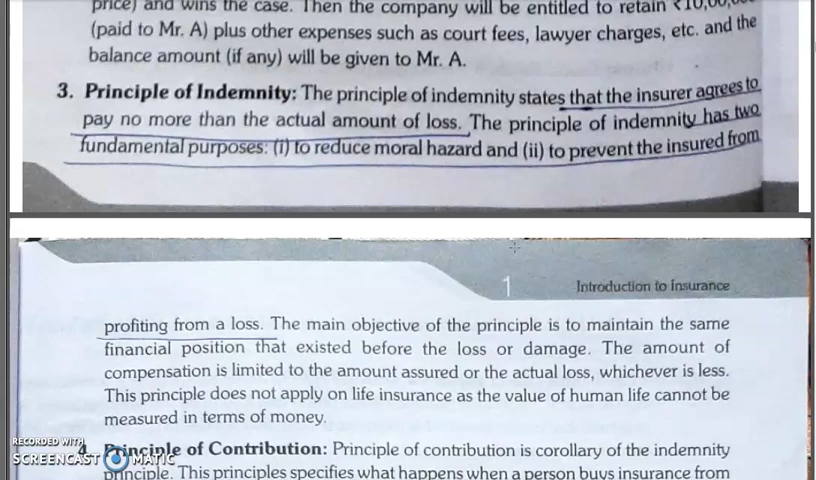 price) and wins the case. Then the company will be entitled to retain ₹10,00,
(paid to Mr. A) plus other expenses such as court fees, lawyer charges, etc. and the
balance amount (if any) will be given to Mr. A.
3. Principle of Indemnity: The principle of indemnity states that the insurer agrees to
pay no more than the actual amount of loss. The principle of indemnity has two
fundamental purposes: (i) to reduce moral hazard and (ii) to prevent the insured from
1 Introduction to Insurance
profiting from a loss. The main objective of the principle is to maintain the same
financial position that existed before the loss or damage. The amount of
compensation is limited to the amount assured or the actual loss, whichever is less.
This principle does not apply on life insurance as the value of human life cannot be
measured in terms of money.
4. Principle of Contribution: Principle of contribution is corollary of the indemnity
principle. This principles specifies what happens when a person buys insurance from
RECORDED WITH
SCREENCAST MATIC